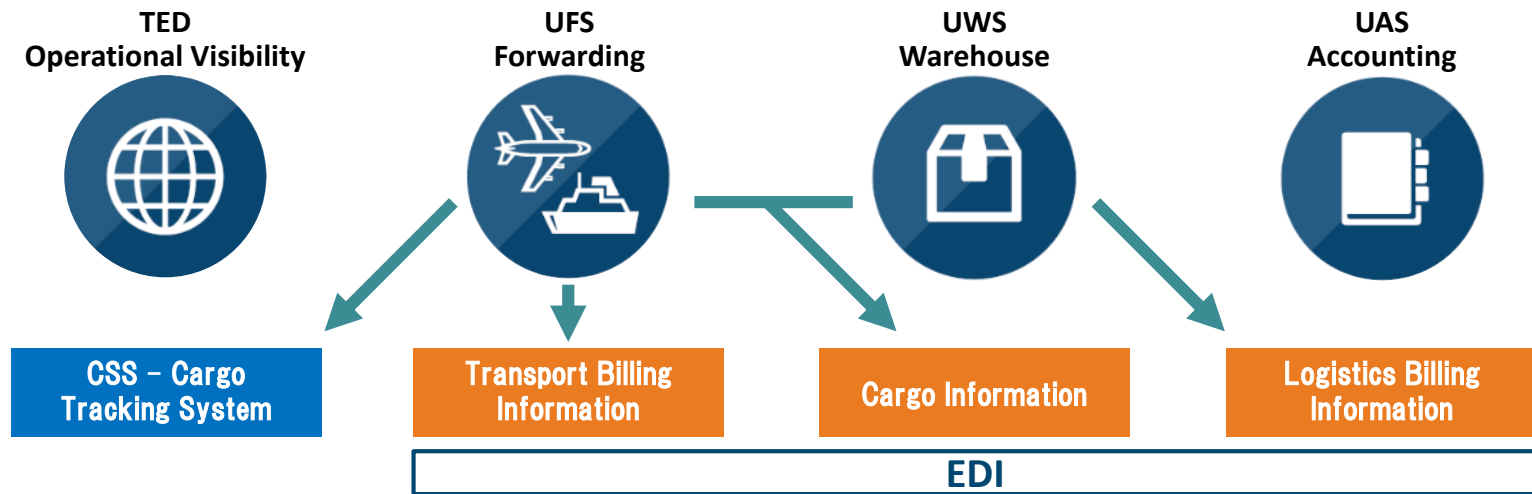 TED
Operational Visibility
UFS
Forwarding
UWS
Warehouse
UAS
Accounting
CSS – Cargo
Tracking System
Transport Billing
Information
Cargo Information
Logistics Billing
Information
EDI